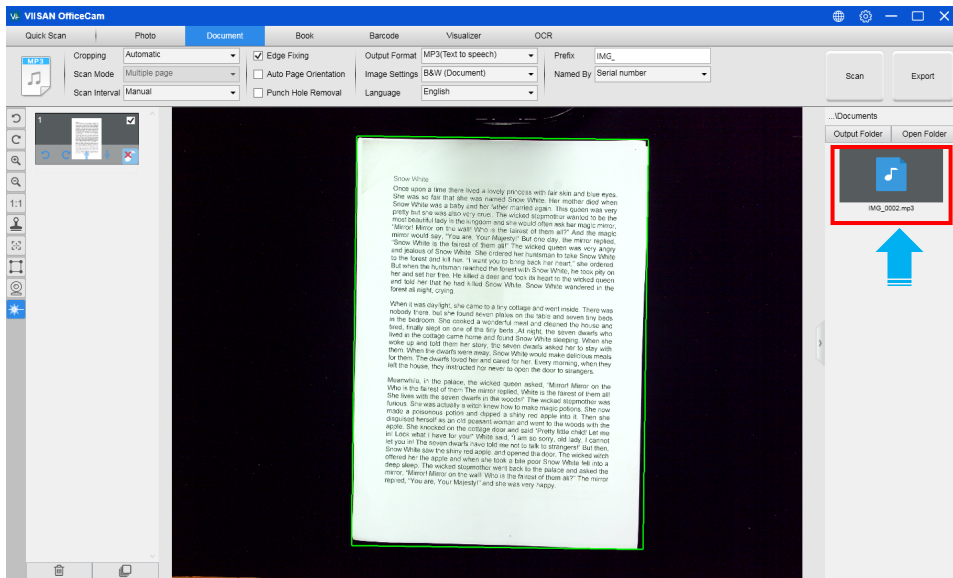 VIISAN OfficeCam
Quick Scan
Photo
Document
Book
Barcode
Visualizer
OCR
MP3
Cropping
Automatic
Scan Mode
Multiple page
Scan Interval
Manual
Edge Fixing
Auto Page Orientation
Punch Hole Removal
Output Format
MP3(Text to speech)
Image Settings
B&W (Document)
Language
English
Prefix
IMG_
Named By
Serial number
Scan
Export
1:1
1
Snow White
Once upon a time there lived a lovely princess with fair skin and blue eyes.
She was so fair that she was named Snow White. Her mother died when
Snow White was a baby and her father married again. This queen was very
pretty but she was also very cruel. The wicked stepmother wanted to be the
most beautiful lady in the kingdom and she would often ask her magic mirror,
"Mirror! Mirror on the wall! Who is the fairest of them all?" And the magic
mirror would say, "You are. Your Majesty!" But one day, the mirror replied,
"Snow White is the fairest of them all!" The wicked queen was very angry
and jealous of Snow White. She ordered her huntsman to take Snow White
to the forest and kill her. "I want you to bring back her heart," she ordered.
But when the huntsman reached the forest with Snow White, he took pity on
her and set her free. He killed a deer and took its heart to the wicked queen
and told her that he had killed Snow White. Snow White wandered in the
forest all night, crying.
When it was daylight, she came to a tiny cottage and went inside. There was
nobody there, but she found seven plates on the table and seven tiny beds
in the bedroom. She cooked a wonderful meal and cleaned the house and
tired, finally slept on one of the tiny beds. At night, the seven dwarfs who
lived in the cottage came home and found Snow White sleeping. When she
woke up and told them her story, the seven dwarfs asked her to stay with
them. When the dwarfs were away, Snow White would make delicious meals
for them. The dwarfs loved her and cared for her. Every morning, when they
left the house, they instructed her never to open the door to strangers.
Meanwhile, in the palace, the wicked queen asked, "Mirror! Mirror on the
Who is the fairest of them The mirror replied, White is the fairest of them all!
She lives with the seven dwarfs in the woods!" The wicked stepmother was
furious. She was actually a witch knew how to make magic potions. She now
made a poisonous potion and dipped a shiny red apple into it. Then she
disguised herself as an old peasant woman and went to the woods with the
apple. She knocked on the cottage door and said "Pretty little child! Let me
in! Look what I have for you!" White said, "I am so sorry, old lady, I cannot
let you in! The seven dwarfs have told me not to talk to strangers!" But then,
Snow White saw the shiny red apple, and opened the door. The wicked witch
offered her the apple and when she took a bite poor Snow White fell into a
deep sleep. The wicked stepmother went back to the palace and asked the
mirror, "Mirror! Mirror on the wall! Who is the fairest of them all?" The mirror
replied, "You are, Your Majesty!" and she was very happy.
...\Documents
Output Folder
Open Folder
IMG_0002.mp3